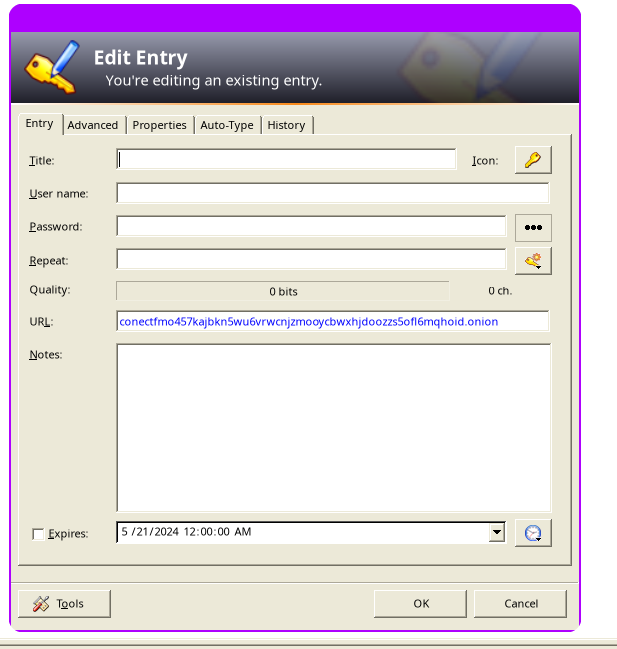 Edit Entry
You're editing an existing entry.
Entry Advanced Properties Auto-Type History
Title: Icon:
User name:
Password:
Repeat:
Quality: 0 bits 0 ch.
URL: conectfmo457kajbkn5wu6vrwcnjzmooycbwxhjdoozzs5ofl6mqhoid.onion
Notes:
Expires: 5 /21/2024 12:00:00 AM
Tools OK Cancel